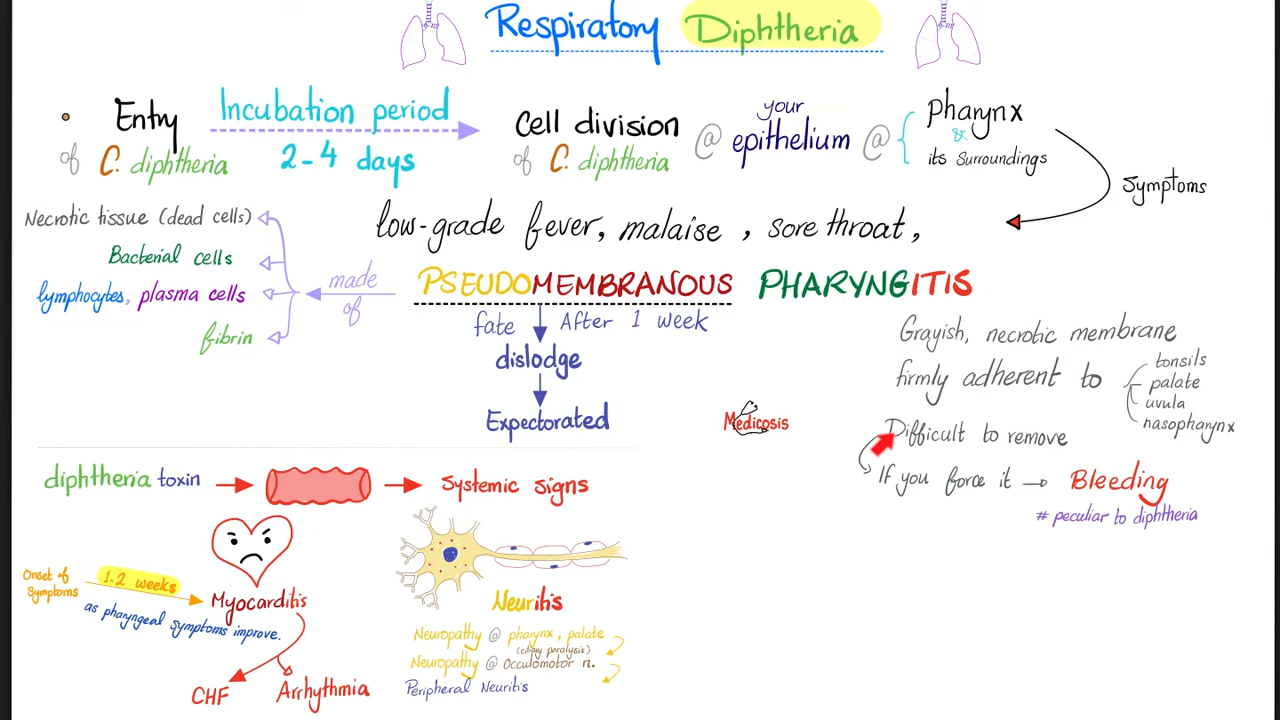 Respiratory Diphtheria
Entry
of C. diphtheria
Incubation period
2-4 days
Cell division
of C. diphtheria
@
your
epithelium
@
Pharynx
&
its Surroundings
Symptoms
low-grade fever, malaise, sore throat,
PSEUDOMEMBRANOUS PHARYNGITIS
made
of
Necrotic tissue (dead cells)
Bacterial cells
lymphocytes, plasma cells
fibrin
fate After 1 week
dislodge
Expectorated
Grayish, necrotic membrane
firmly adherent to
tonsils
palate
uvula
nasopharynx
Difficult to remove
If you force it → Bleeding
# peculiar to diphtheria
Medicosis
diphtheria toxin
Systemic signs
Onset of
Symptoms
1-2 weeks
as pharyngeal symptoms improve.
Myocarditis
CHF
Arrhythmia
Neuritis
Neuropathy @ pharynx, palate
(ciliary paralysis)
Neuropathy @ Occulomotor n.
Peripheral Neuritis